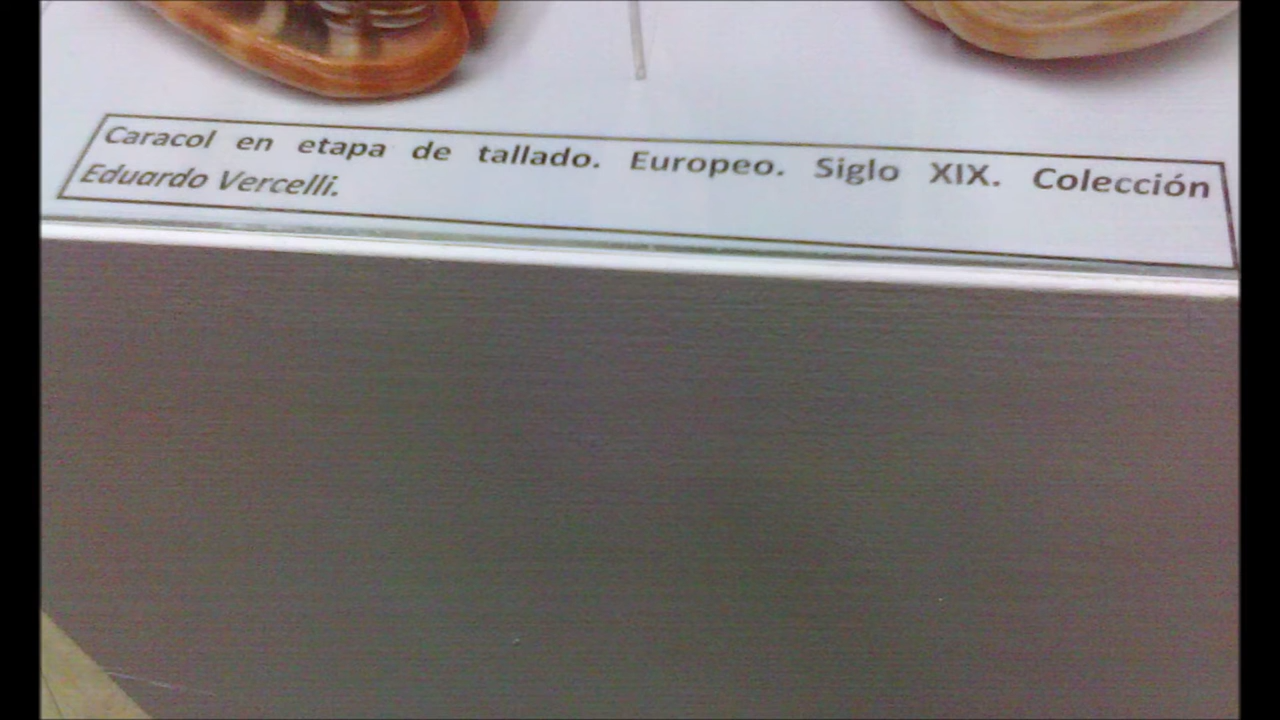 Caracol en etapa de tallado. Europeo. Siglo XIX. Colección
Eduardo Vercelli.